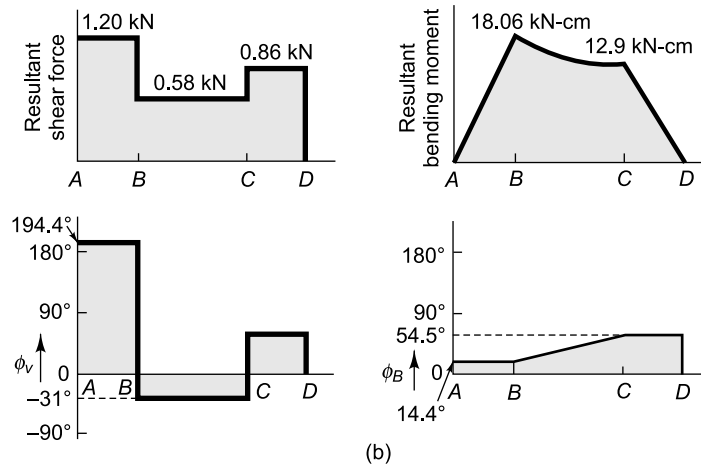 1.20 kN
0.86 kN
0.58 kN
Resultant
shear force
A B C D
18.06 kN-cm
12.9 kN-cm
Resultant
bending moment
A B C D
194.4°
180°
90°
ϕv
0
A B C D
–31°
–90°
180°
90°
54.5°
ϕB
0
14.4°
A B C D
(b)